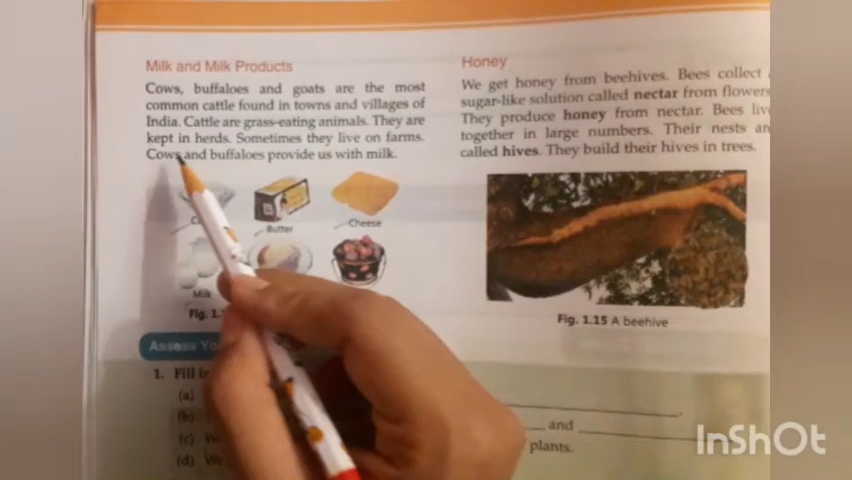 Milk and Milk Products
Cows, buffaloes and goats are the most
common cattle found in towns and villages of
India. Cattle are grass-eating animals. They are
kept in herds. Sometimes they live on farms.
Cows and buffaloes provide us with milk.
Butter
Cheese
Milk
Fig. 1.
Assess Yo
1. Fill in
(a)
(b)
(c) W
(d) We
Honey
We get honey from beehives. Bees collect
sugar-like solution called nectar from flowers
They produce honey from nectar. Bees liv
together in large numbers. Their nests ar
called hives. They build their hives in trees.
Fig. 1.15 A beehive
and
plants.
InShOt